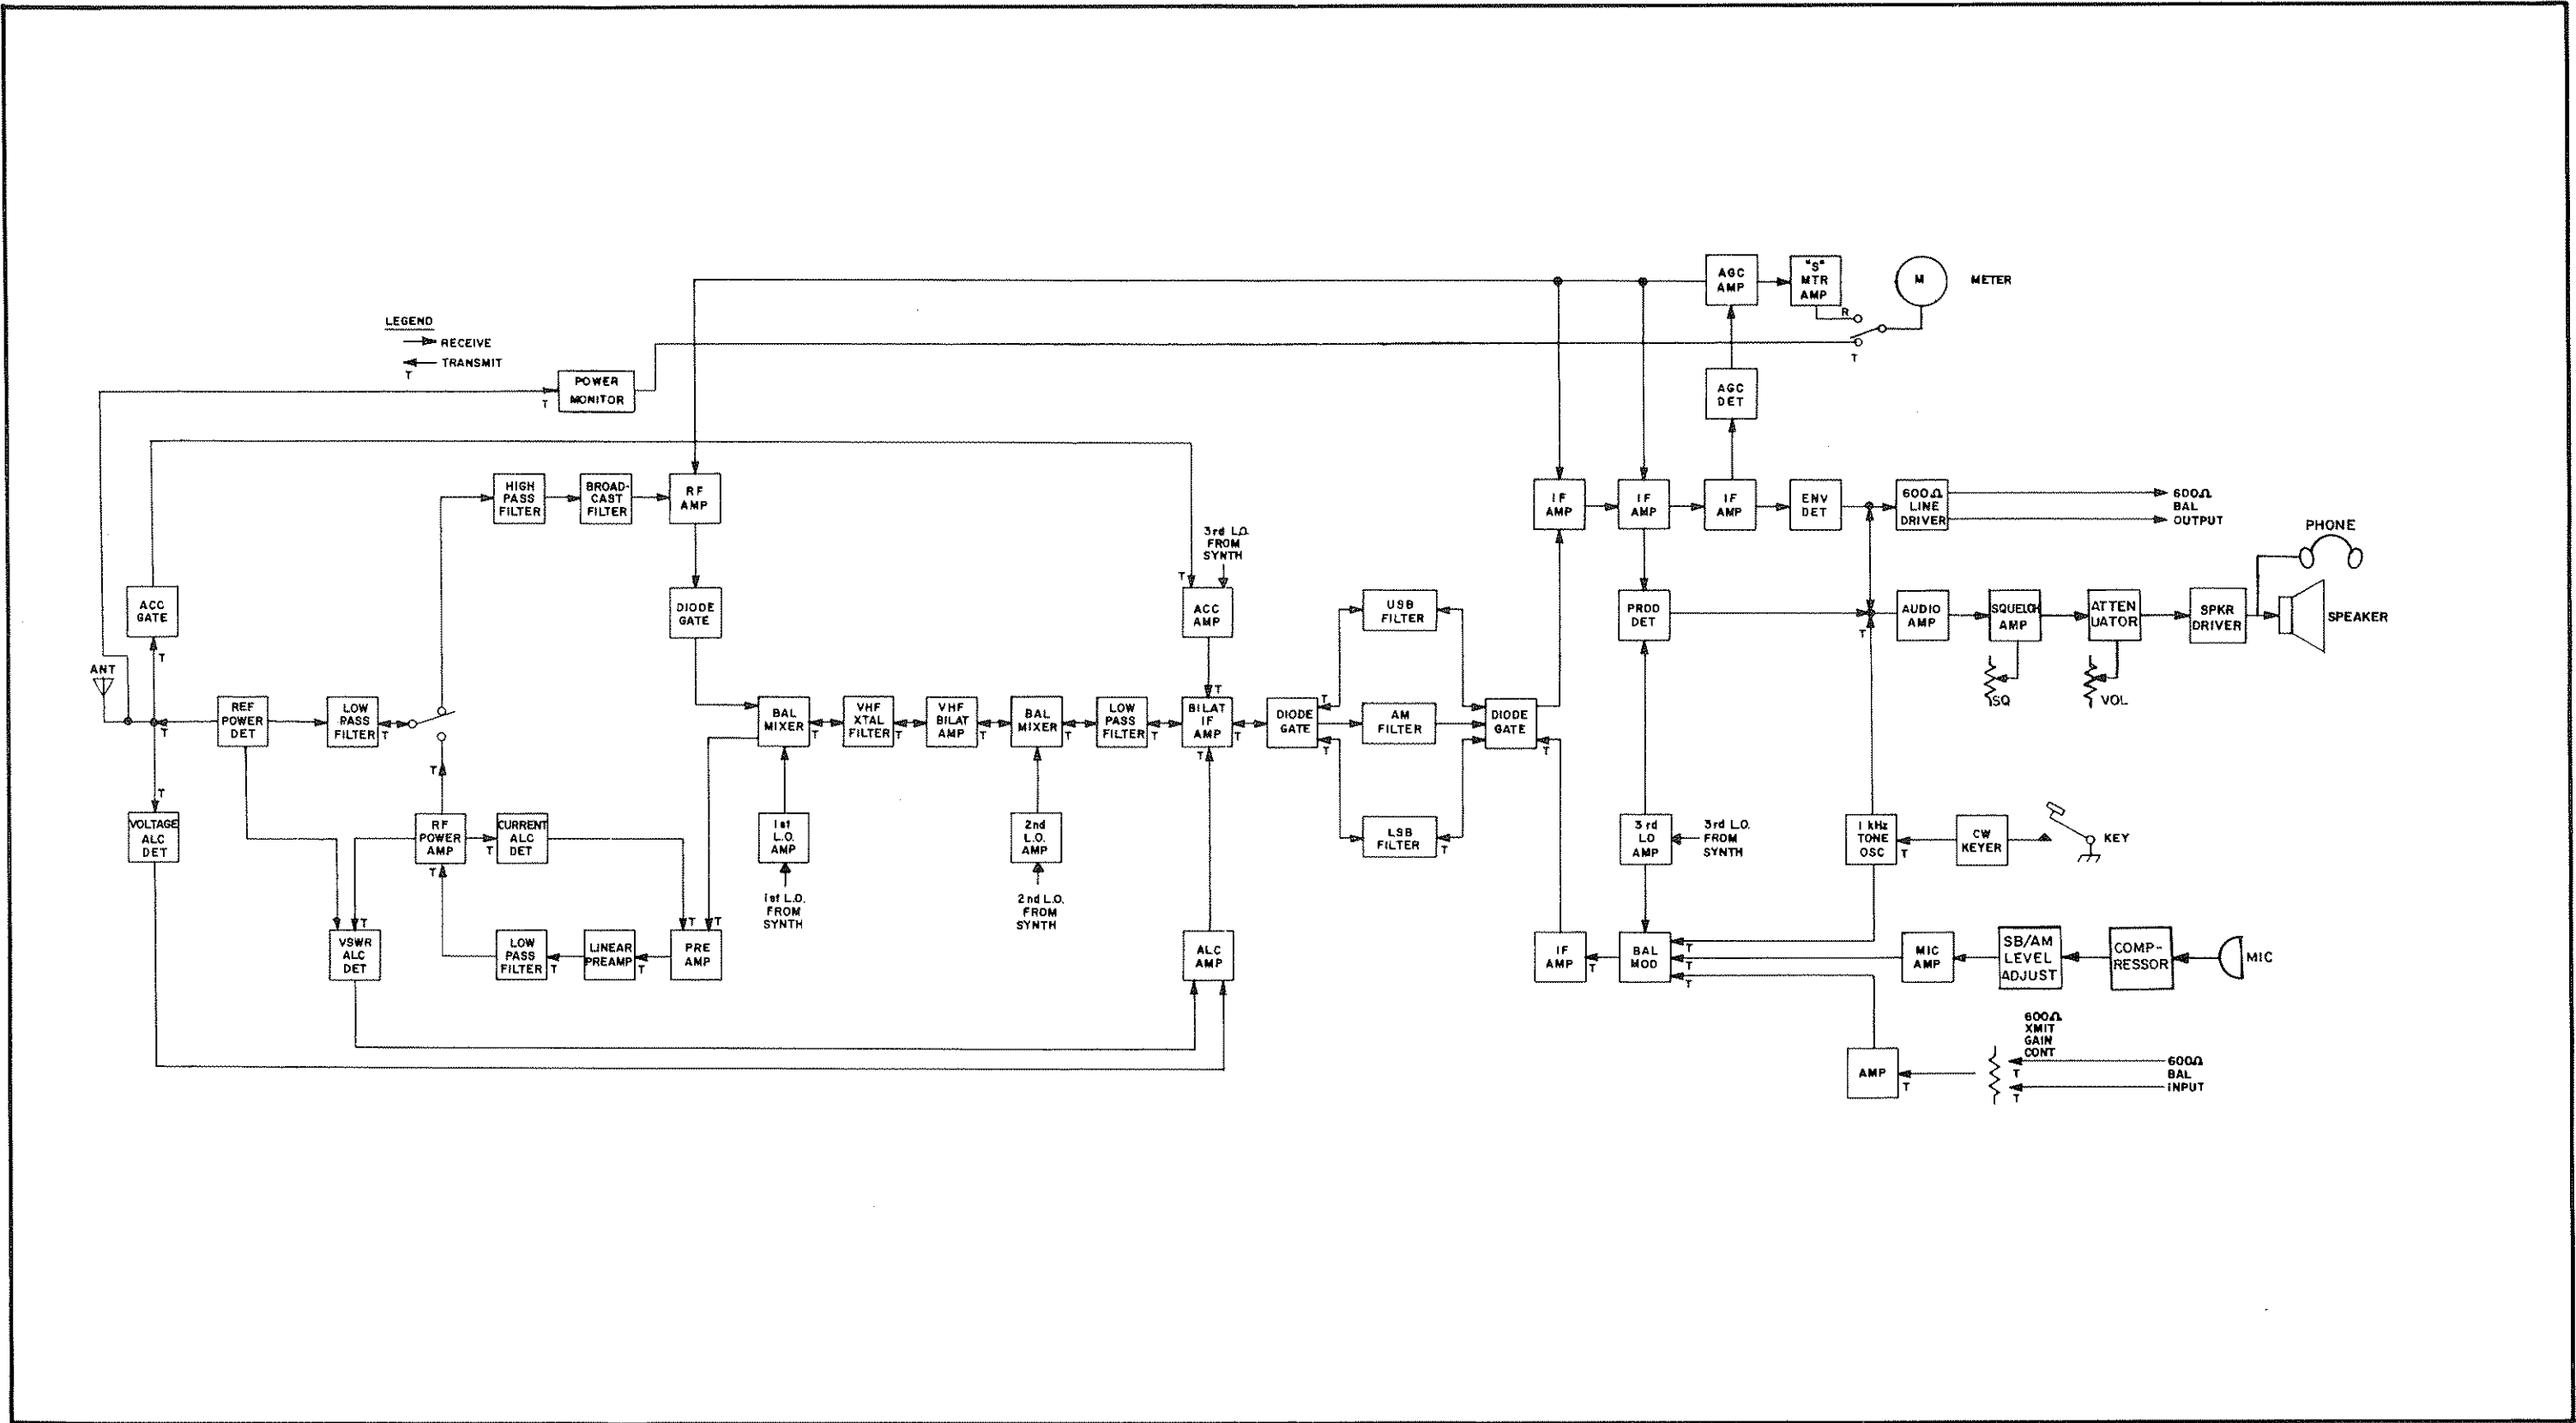 AGC
AMP
"S"
MTR
AMP
M
METER
R
T
LEGEND
RECEIVE
TRANSMIT
T
POWER
MONITOR
T
AGC
DET
HIGH
PASS
FILTER
BROAD-
CAST
FILTER
RF
AMP
IF
AMP
IF
AMP
IF
AMP
ENV
DET
600Ω
LINE
DRIVER
600Ω
BAL
OUTPUT
PHONE
3rd L.O.
FROM
SYNTH
T
ACC
GATE
T
DIODE
GATE
ACC
AMP
T
USB
FILTER
PROD
DET
T
AUDIO
AMP
SQUELCH
AMP
ATTEN
UATOR
SPKR
DRIVER
SPEAKER
SQ
VOL
ANT
T
REF
POWER
DET
LOW
PASS
FILTER
T
BAL
MIXER
T
VHF
XTAL
FILTER
T
VHF
BILAT
AMP
T
BAL
MIXER
T
LOW
PASS
FILTER
T
BILAT
IF
AMP
T
T
DIODE
GATE
T
T
AM
FILTER
DIODE
GATE
T
T
T
VOLTAGE
ALC
DET
RF
POWER
AMP
T
T
CURRENT
ALC
DET
1st
L.O.
AMP
1st L.O.
FROM
SYNTH
2nd
L.O.
AMP
2nd L.O.
FROM
SYNTH
LSB
FILTER
T
3rd
LO
AMP
3rd L.O.
FROM
SYNTH
1 kHz
TONE
OSC
T
CW
KEYER
KEY
T
VSWR
ALC
DET
LOW
PASS
FILTER
T
LINEAR
PREAMP
T
T
T
PRE
AMP
ALC
AMP
IF
AMP
T
BAL
MOD
T
T
T
MIC
AMP
SB/AM
LEVEL
ADJUST
COMP-
RESSOR
MIC
600Ω
XMIT
GAIN
CONT
AMP
T
T
T
600Ω
BAL
INPUT